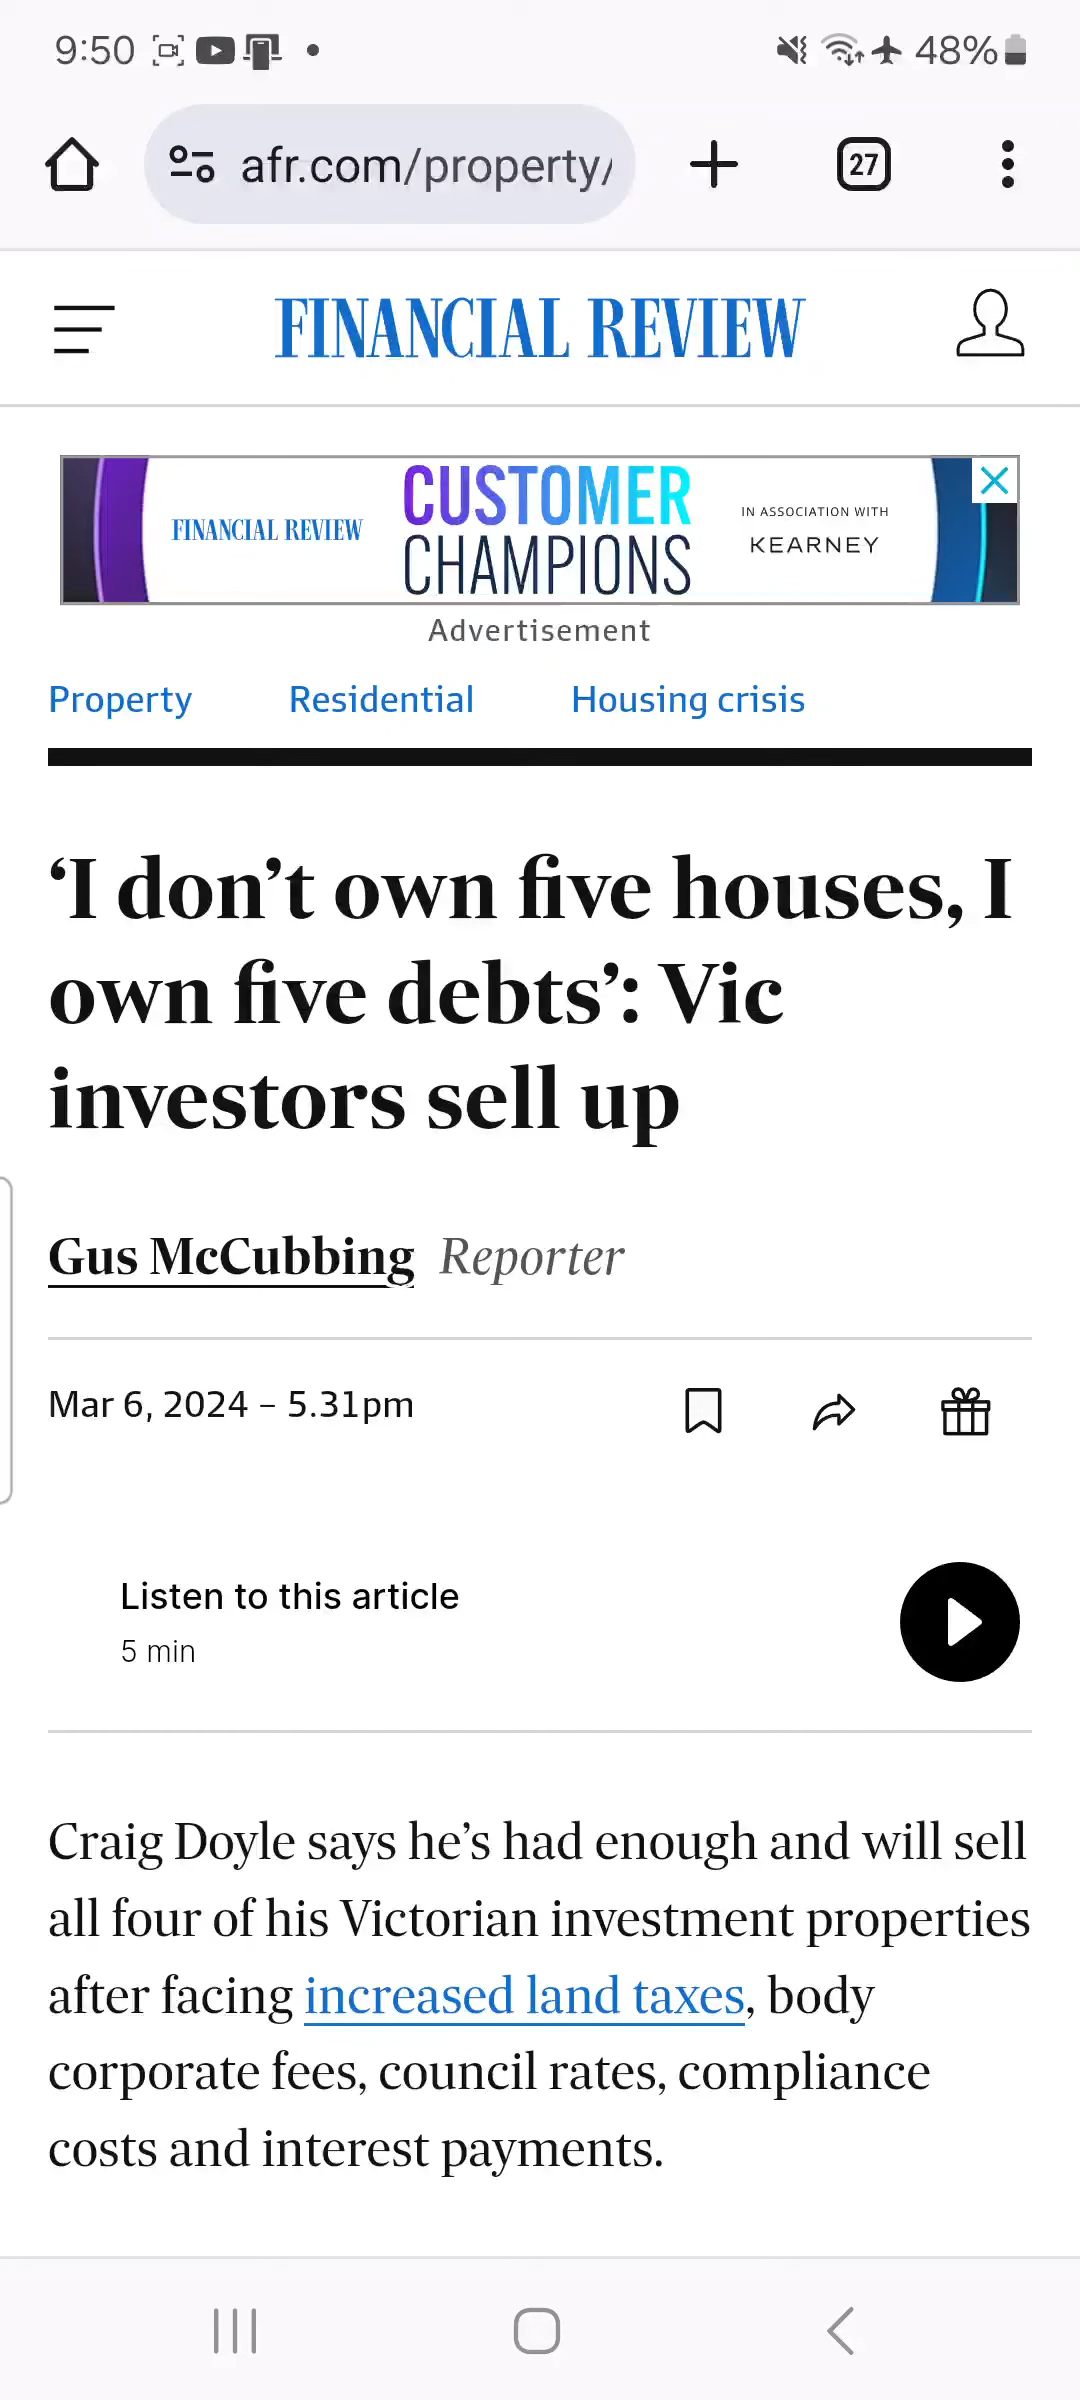 9:50
48%
afr.com/property/
27
FINANCIAL REVIEW
FINANCIAL REVIEW
CUSTOMER
CHAMPIONS
IN ASSOCIATION WITH
KEARNEY
Advertisement
Property Residential Housing crisis
‘I don’t own five houses, I
own five debts’: Vic
investors sell up
Gus McCubbing Reporter
Mar 6, 2024 – 5.31pm
Listen to this article
5 min
Craig Doyle says he’s had enough and will sell
all four of his Victorian investment properties
after facing increased land taxes, body
corporate fees, council rates, compliance
costs and interest payments.